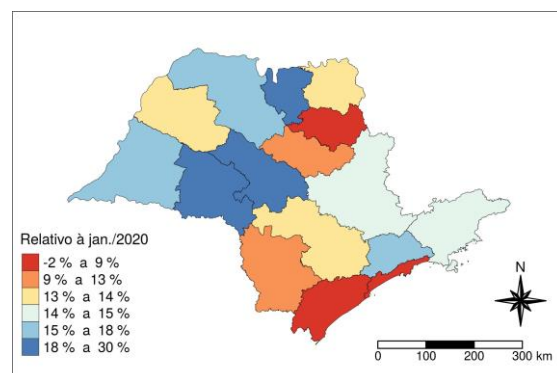 Relativo à jan./2020
-2 % a 9 %
9 % a 13 %
13 % a 14 %
14 % a 15 %
15 % a 18 %
18 % a 30 %
N
0 100 200 300 km